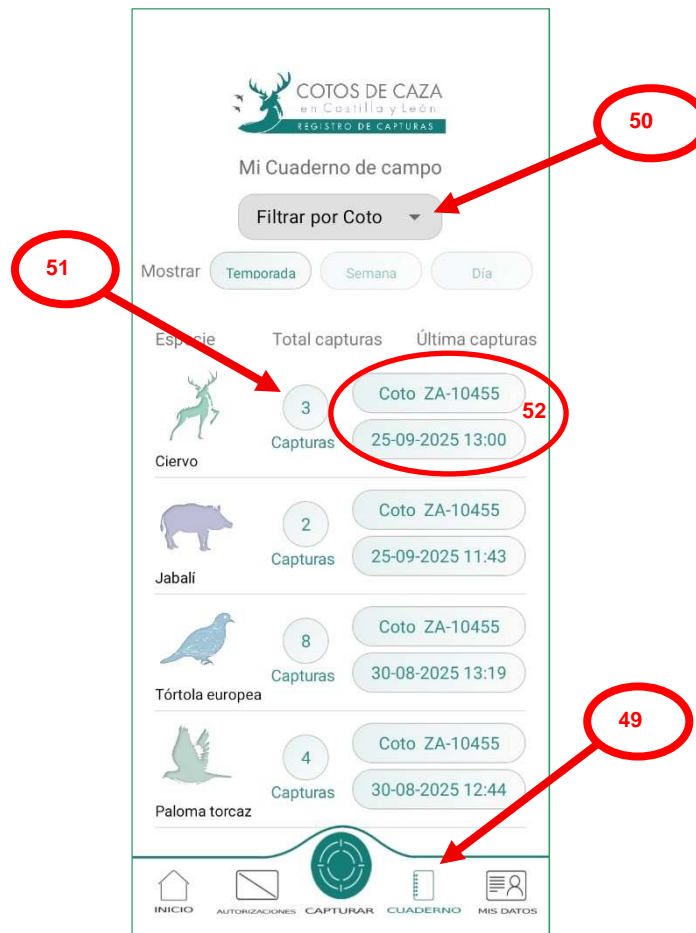 COTOS DE CAZA
en Castilla y León
REGISTRO DE CAPTURAS
50
Mi Cuaderno de campo
Filtrar por Coto
51
Mostrar Temporada Semana Día
Especie Total capturas Última capturas
3
Capturas
Coto ZA-10455
52
25-09-2025 13:00
Ciervo
2
Capturas
Coto ZA-10455
25-09-2025 11:43
Jabalí
8
Capturas
Coto ZA-10455
30-08-2025 13:19
Tórtola europea
49
4
Capturas
Coto ZA-10455
30-08-2025 12:44
Paloma torcaz
INICIO AUTORIZACIONES CAPTURAR CUADERNO MIS DATOS